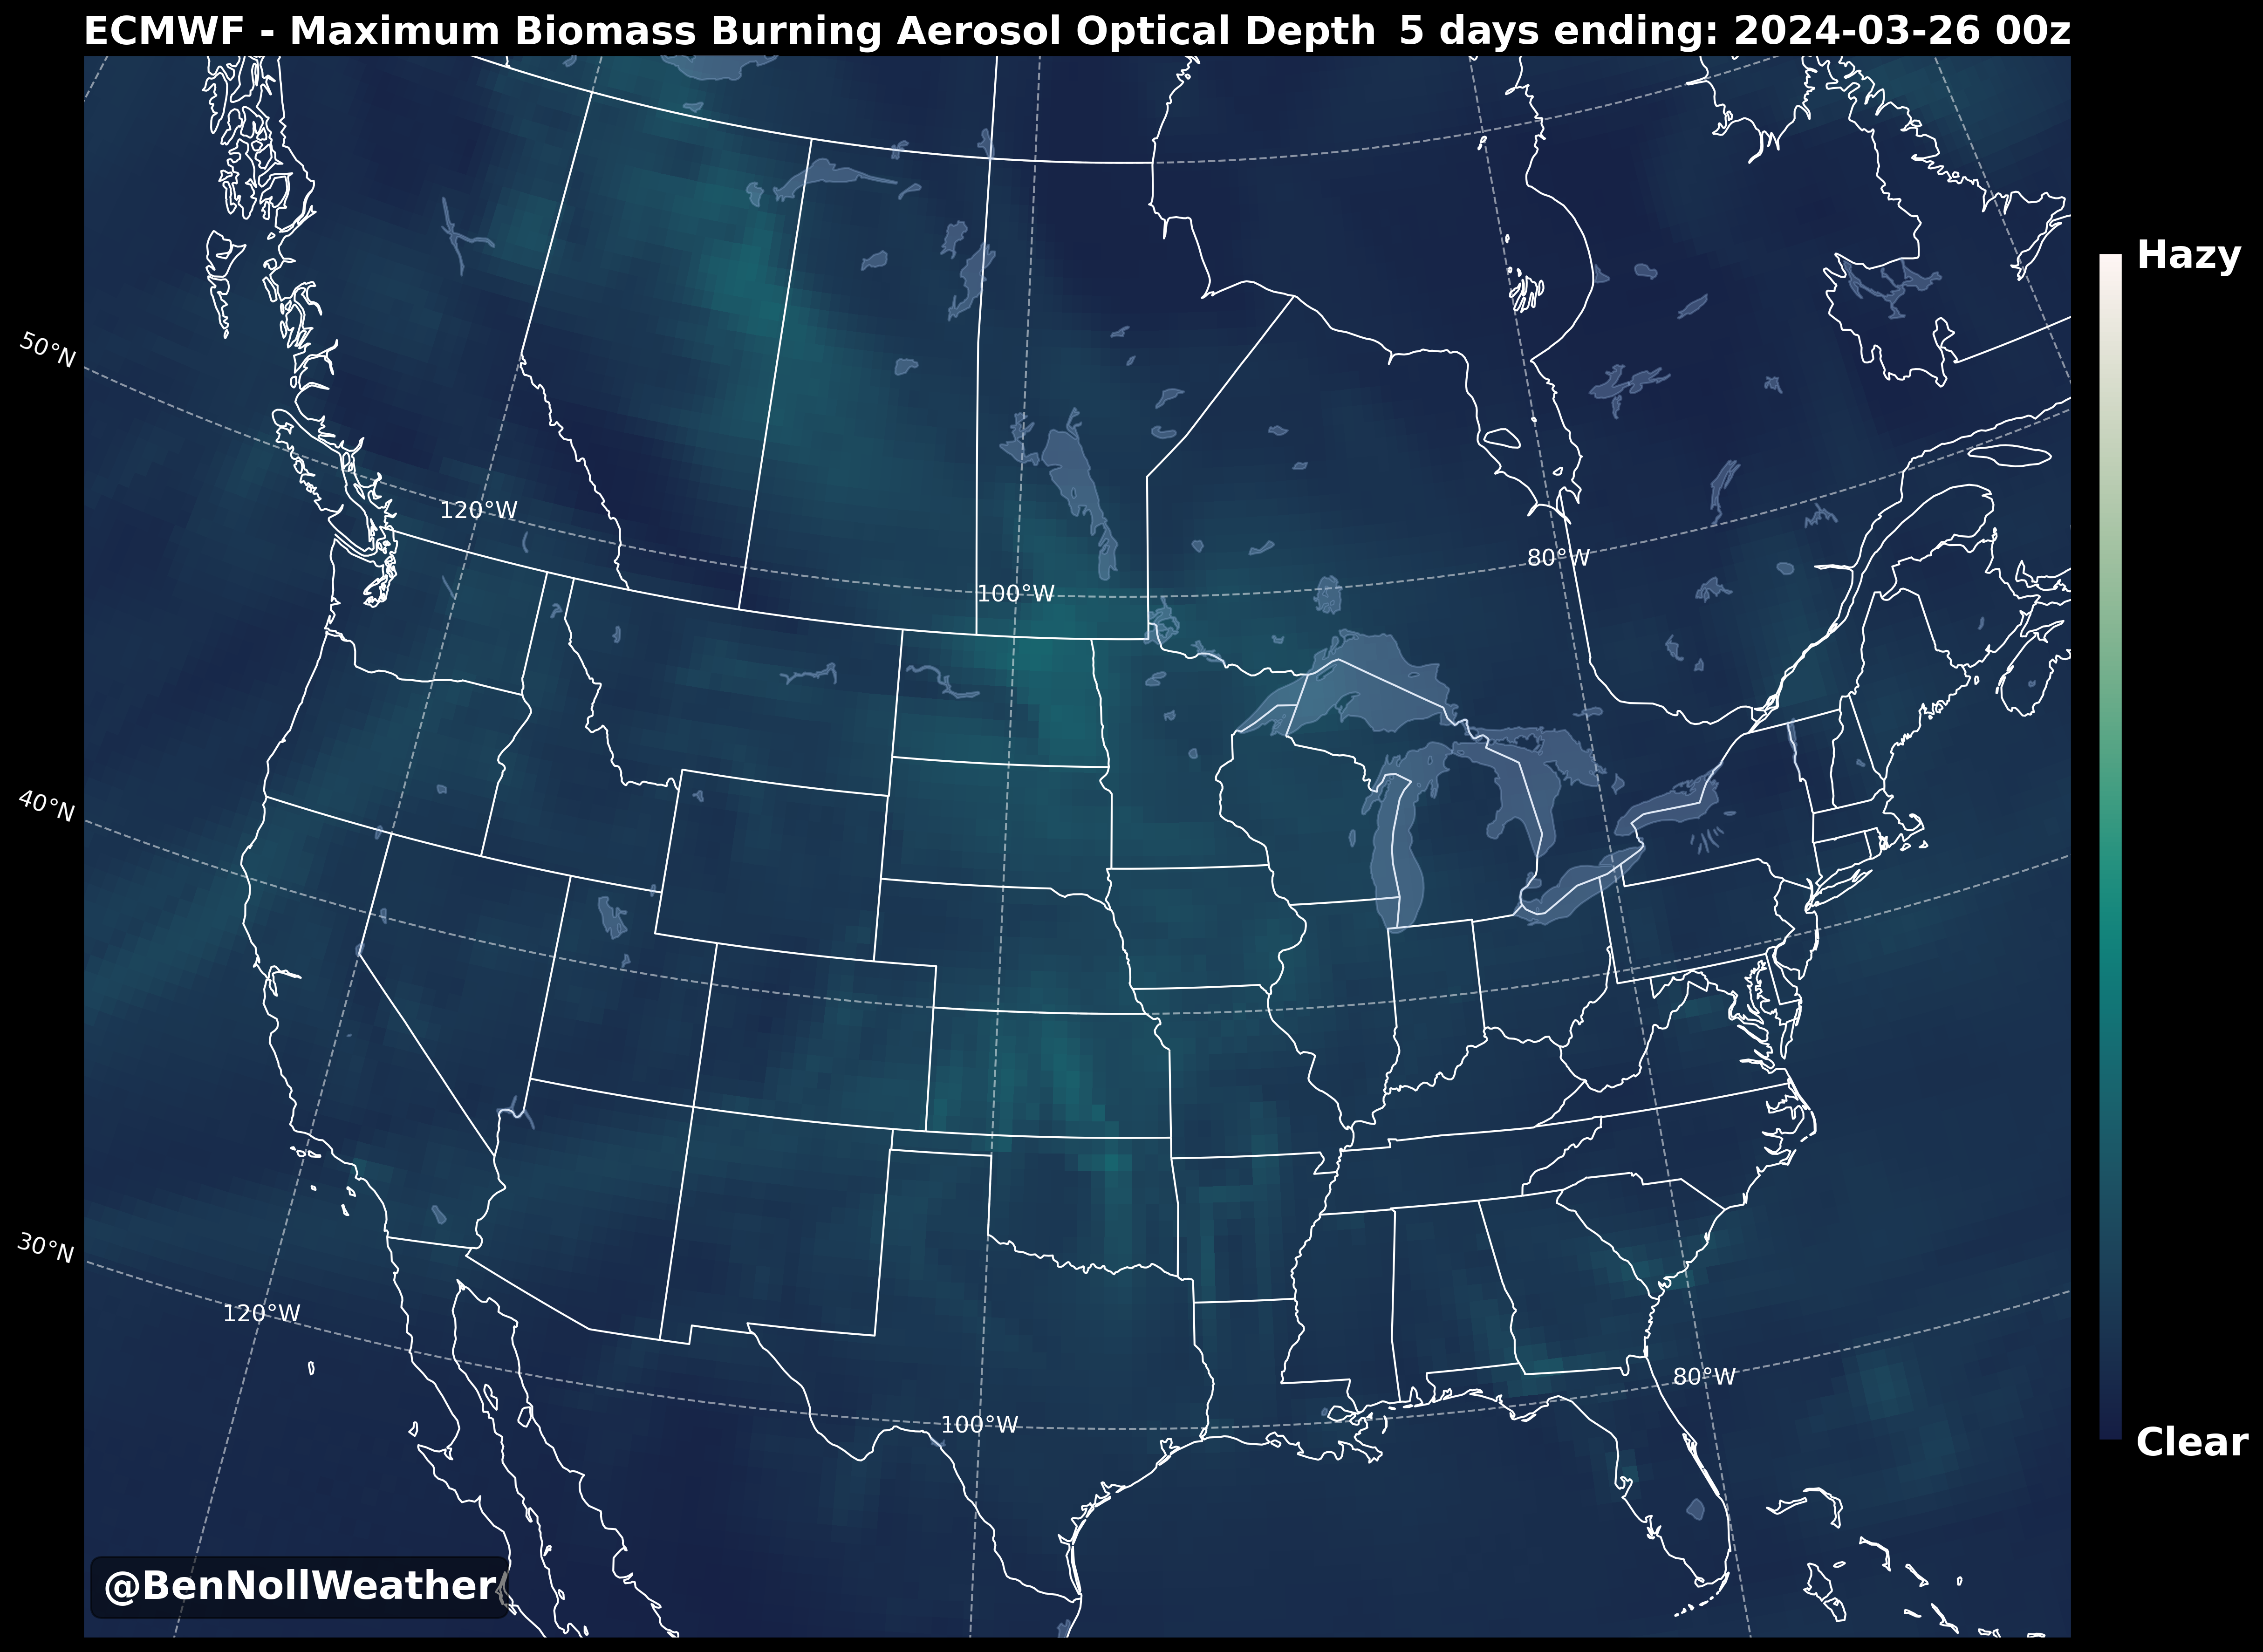 ECMWF - Maximum Biomass Burning Aerosol Optical Depth 5 days ending: 2024-03-26 00z
Hazy
50°N
120°W
80°W
100°W
40°N
30°N
120°W
80°W
100°W
Clear
@BenNollWeather